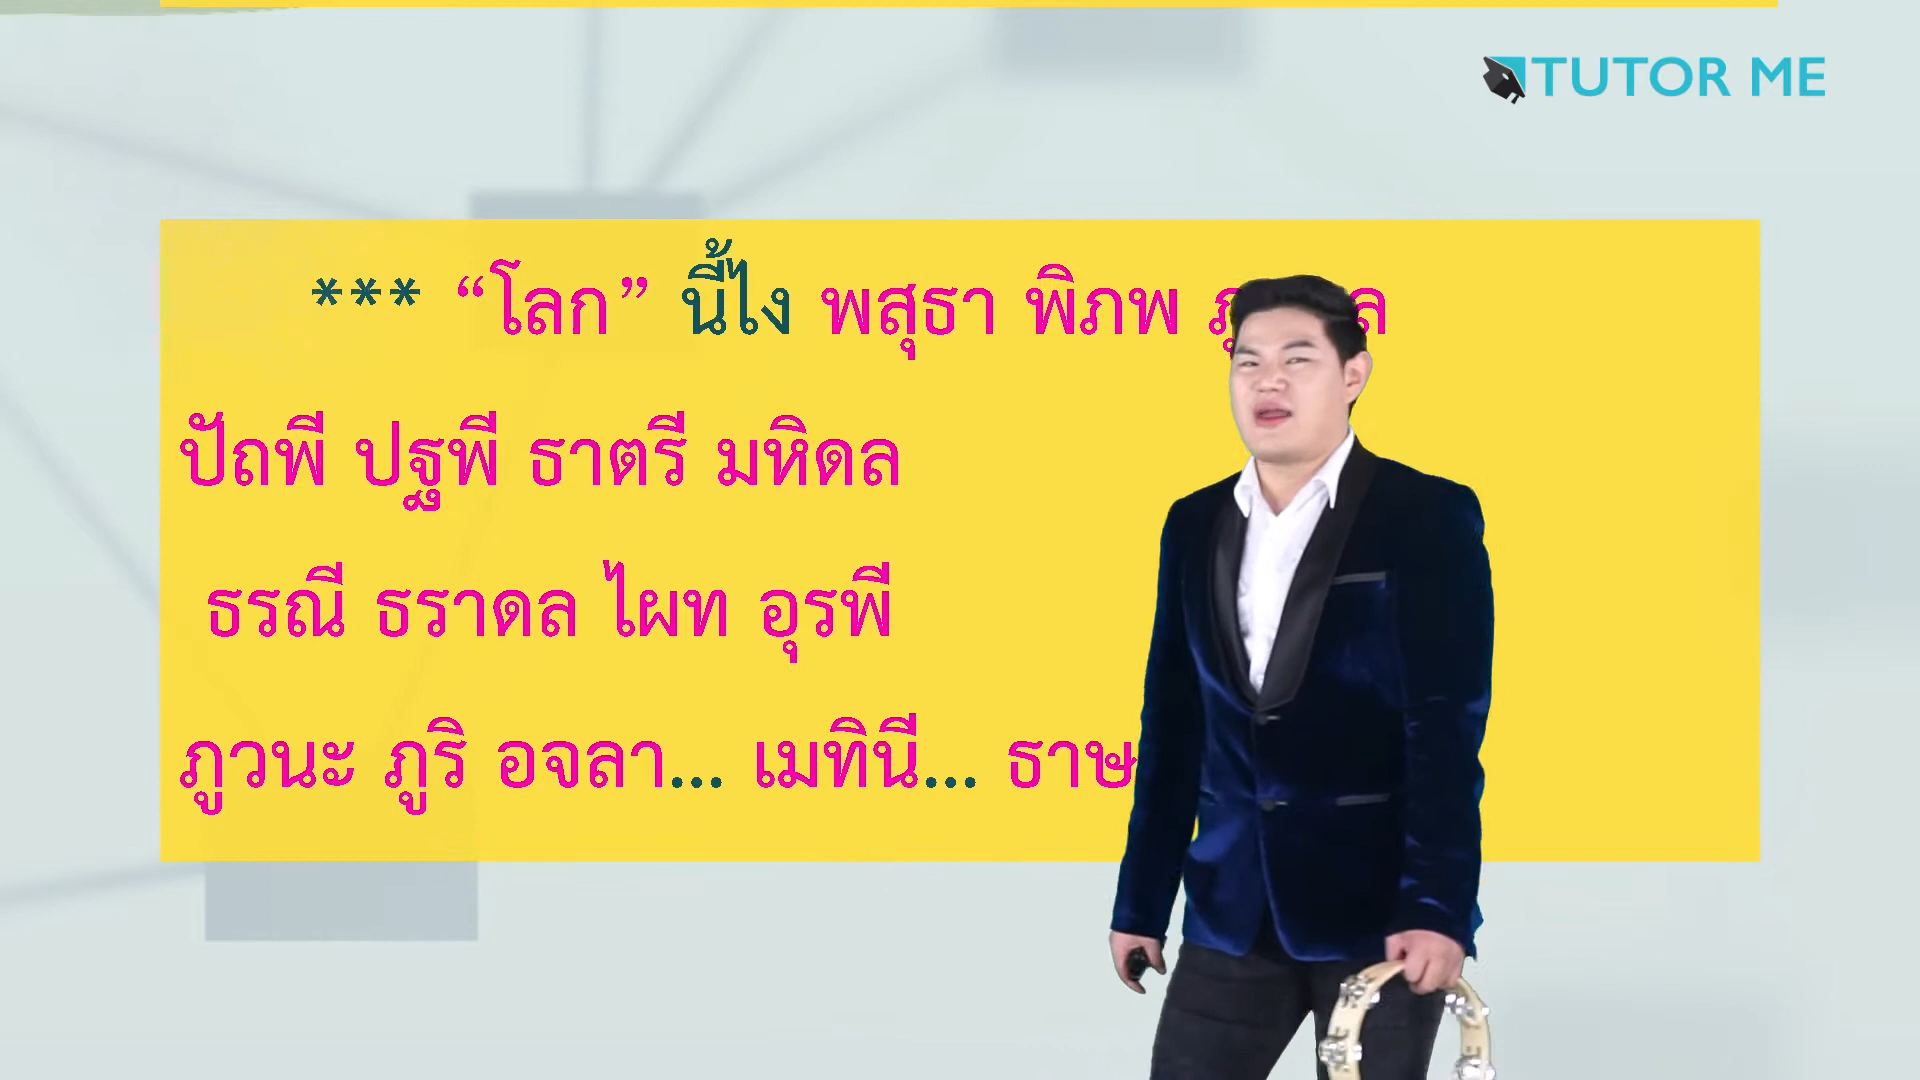 TUTOR ME
*** “โลก” นี้ไง พสุธา พิภพ
ปัถพี ปฐพี ธาตรี มหิดล
ธรณี ธราดล ไผท อุรพี
ภูวนะ ภูริ อจลา... เมทินี...